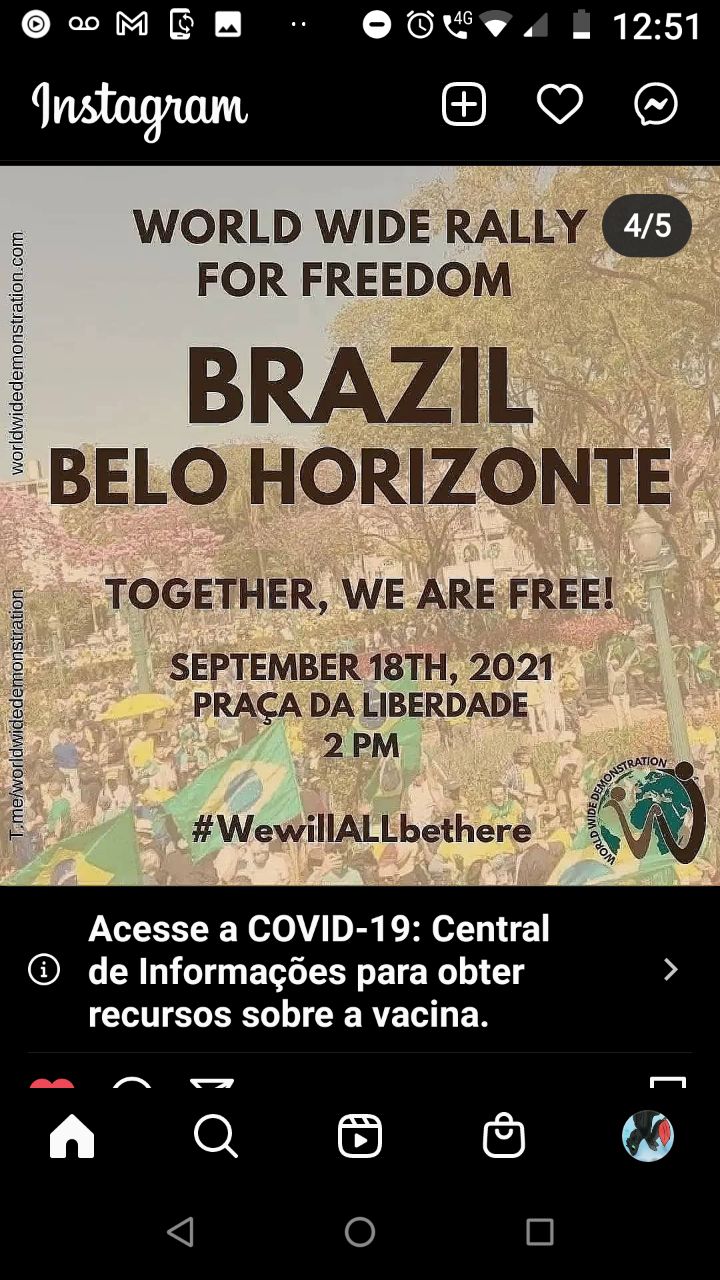 4G
12:51
Instagram
4/5
WORLD WIDE RALLY
FOR FREEDOM
BRAZIL
BELO HORIZONTE
TOGETHER, WE ARE FREE!
SEPTEMBER 18TH, 2021
PRAÇA DA LIBERDADE
2 PM
#WewillALLbethere
worldwidedemonstration.com
T.me/worldwidedemonstration
WORLD WIDE DEMONSTRATION
Acesse a COVID-19: Central
de Informações para obter
recursos sobre a vacina.